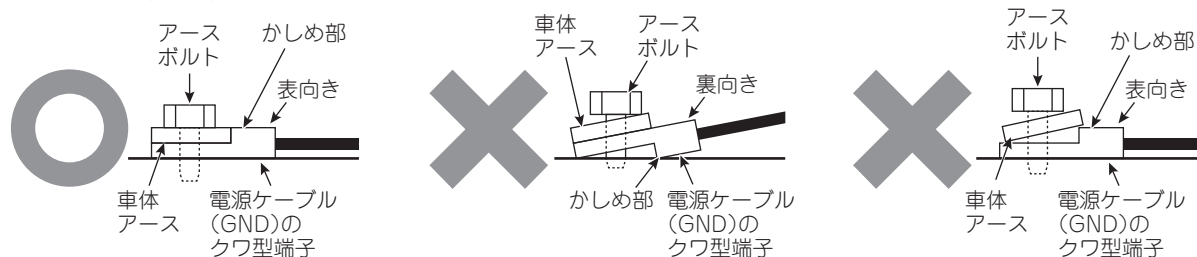 アース
ボルト
かしめ部
表向き
車体
アース
電源ケーブル
(GND)の
クワ型端子
車体
アース
アース
ボルト
裏向き
かしめ部
電源ケーブル
(GND)の
クワ型端子
アース
ボルト
かしめ部
表向き
車体
アース
電源ケーブル
(GND)の
クワ型端子